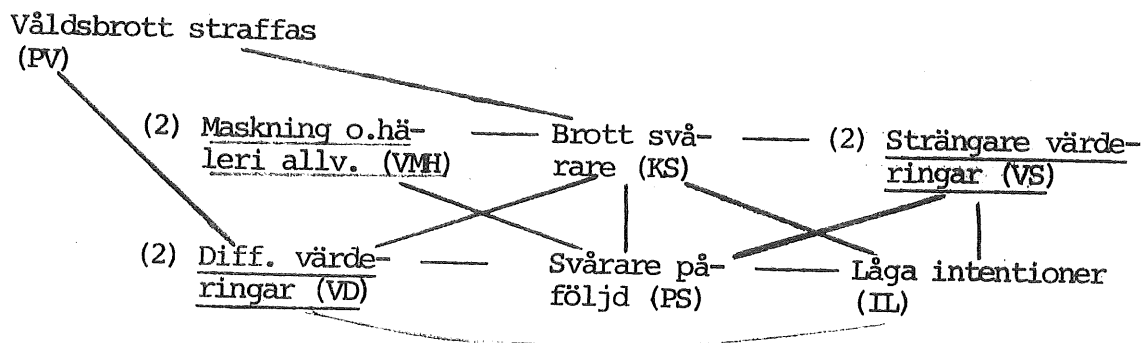 Våldsbrott straffas
(PV)
(2) Maskning o.hä- Brott svå- (2) Strängare värde-
leri allv. (VMH) rare (KS) ringar (VS)
(2) Diff. värde- Svårare på- Låga intentioner
ringar (VD) följd (PS) (IL)